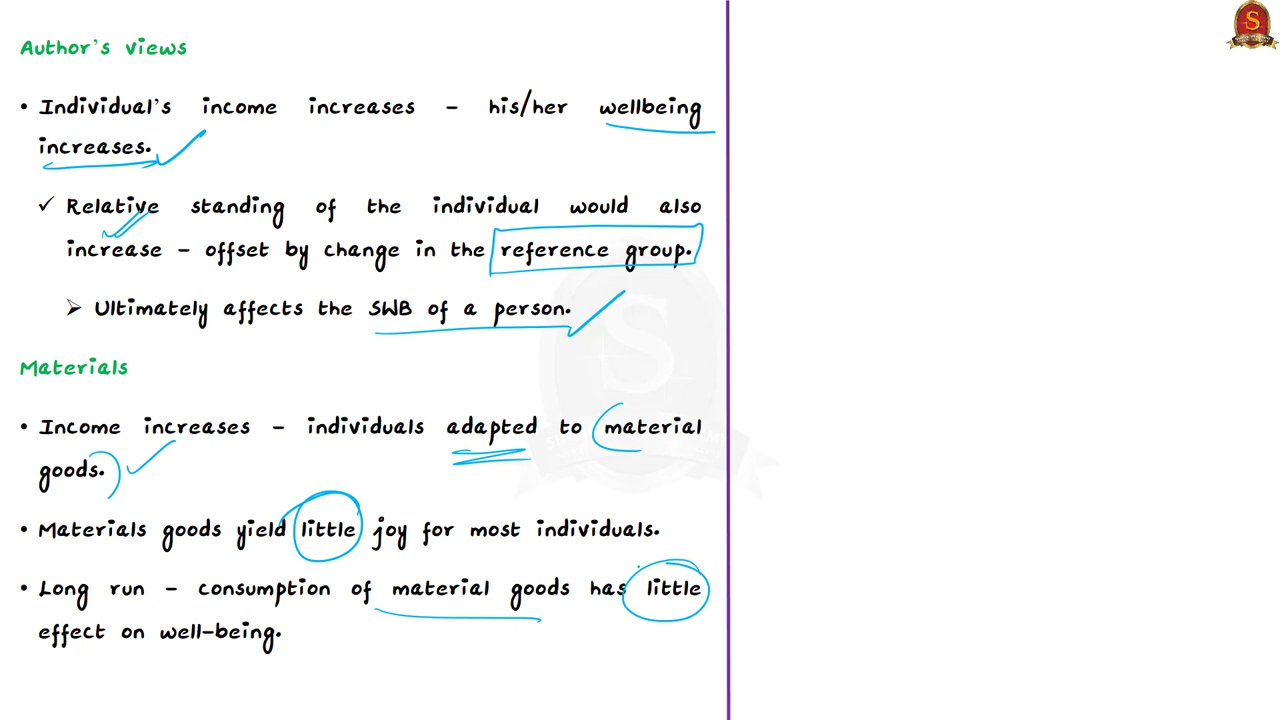 Author's views
• Individual's income increases – his/her wellbeing
increases.
✓ Relative standing of the individual would also
increase – offset by change in the reference group.
➢ Ultimately affects the SWB of a person.
Materials
• Income increases – individuals adapted to material
goods.
• Materials goods yield little joy for most individuals.
• Long run – consumption of material goods has little
effect on well-being.
S
S